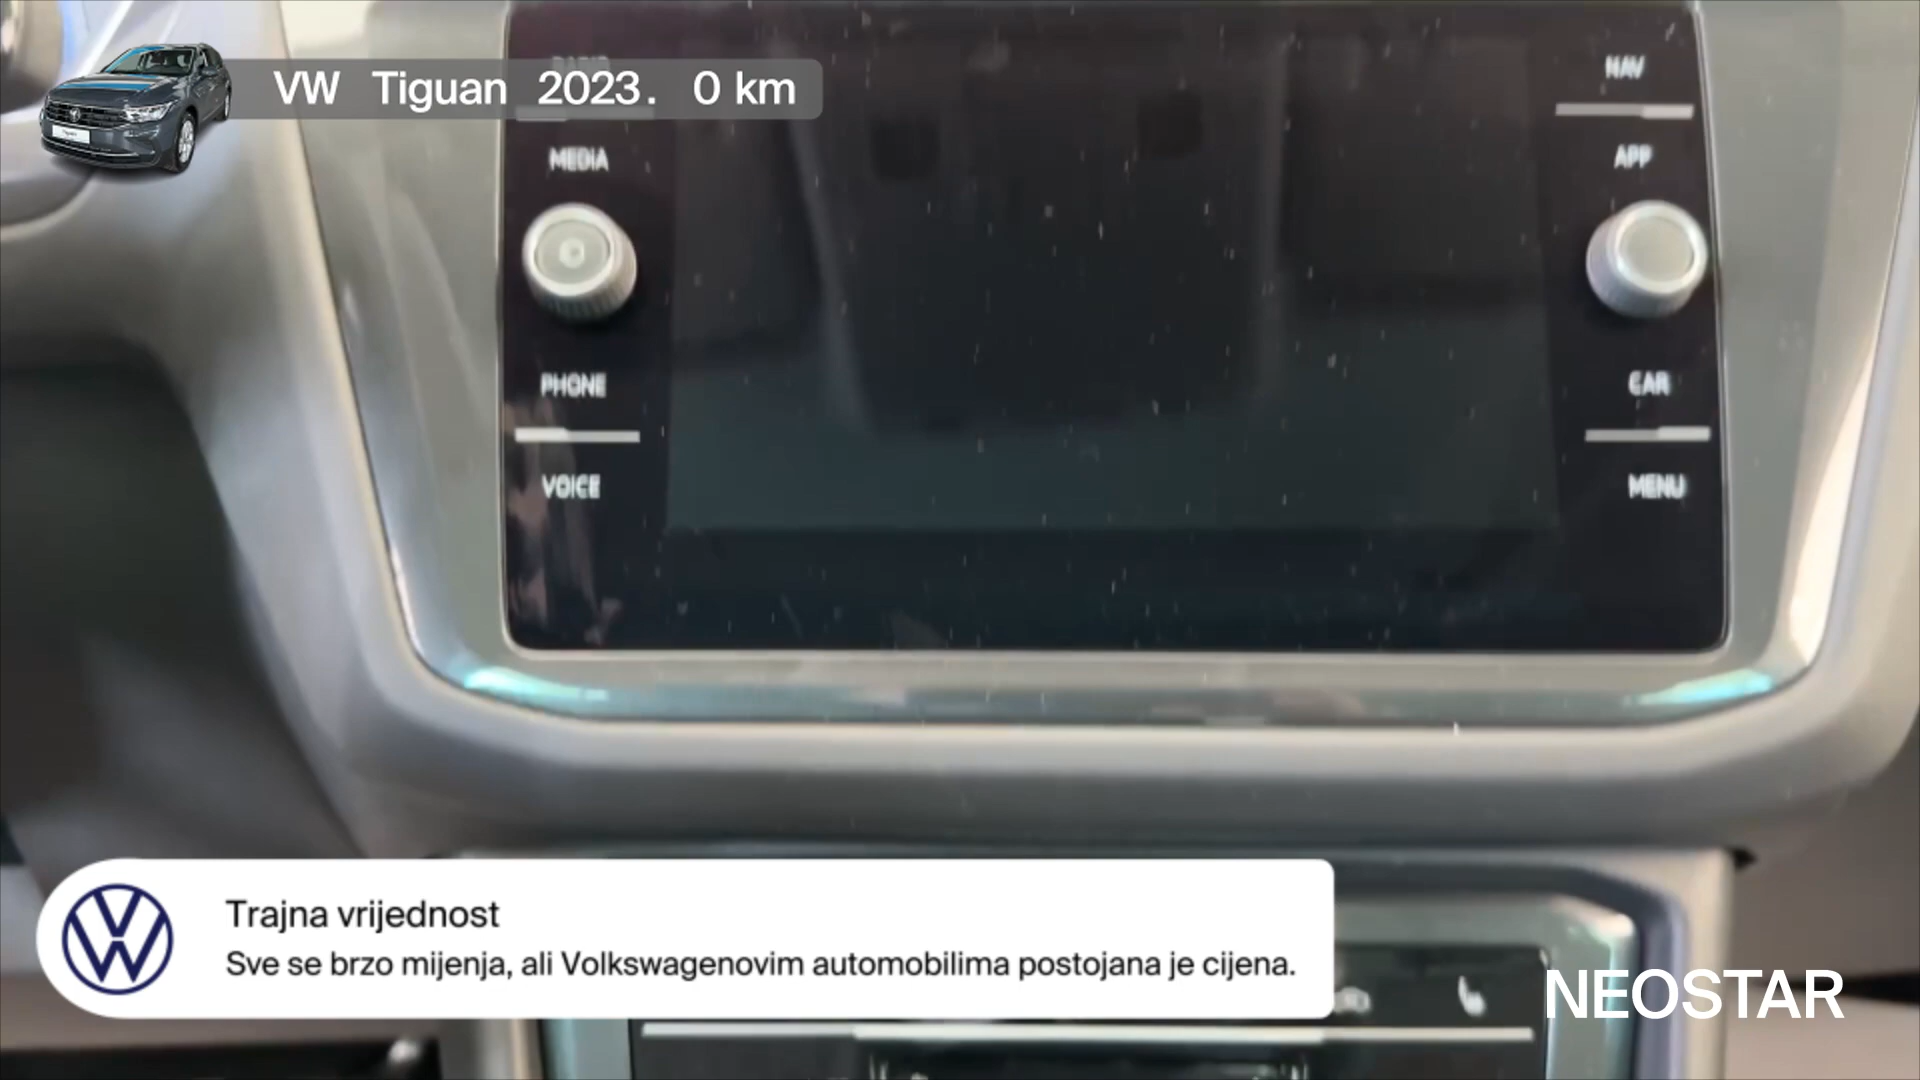 VW Tiguan 2023. 0 km
NAV
MEDIA
APP
PHONE
CAR
VOICE
MENU
Trajna vrijednost
Sve se brzo mijenja, ali Volkswagenovim automobilima postojana je cijena.
NEOSTAR